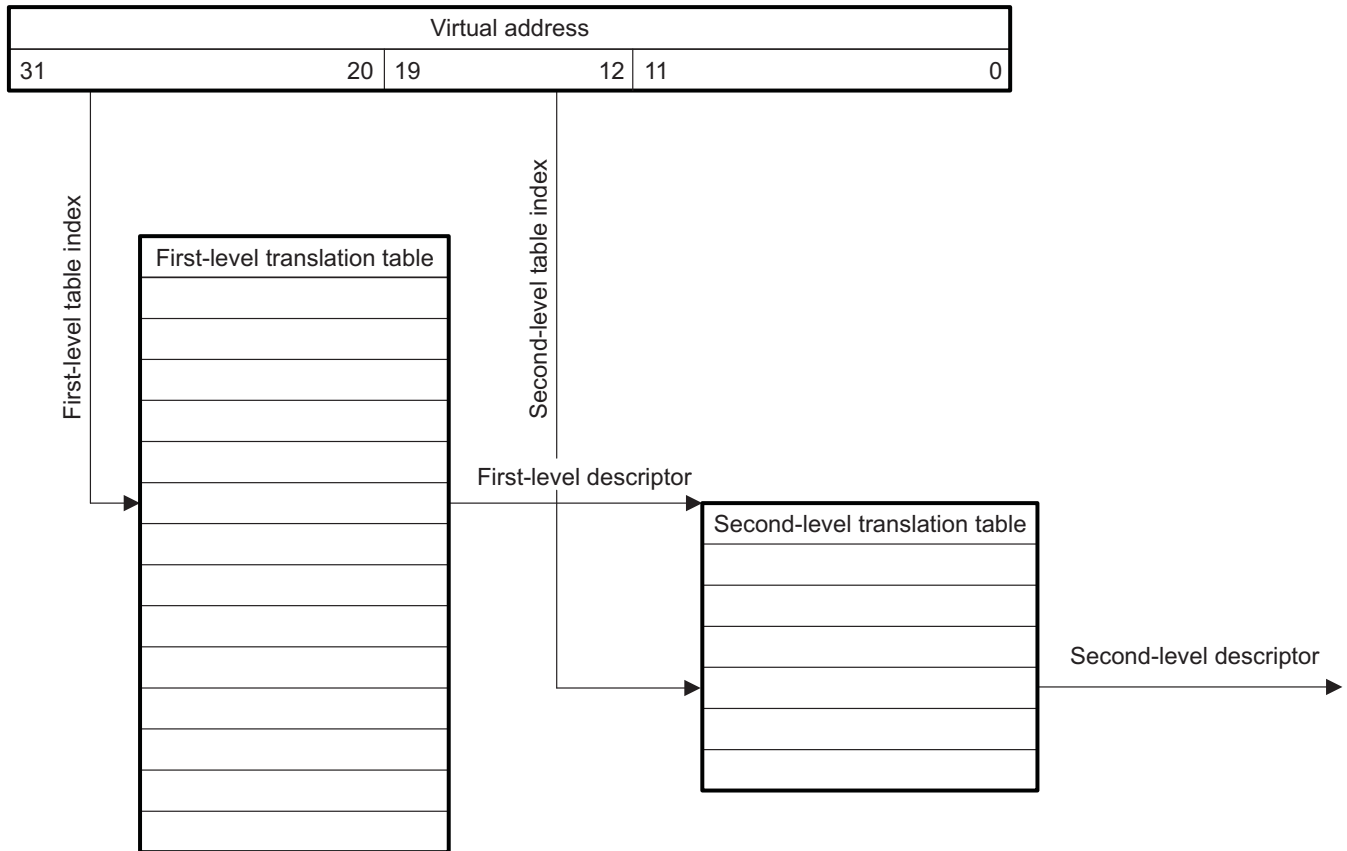 Virtual address
31 20 19 12 11 0
First-level table index
Second-level table index
First-level translation table
First-level descriptor
Second-level translation table
Second-level descriptor